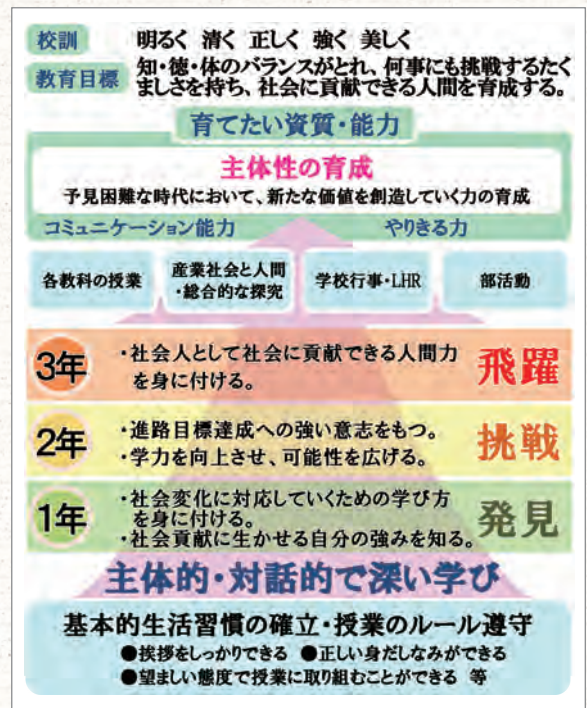 校訓 明るく 清く 正しく 強く 美しく
教育目標 知・徳・体のバランスがとれ、何事にも挑戦するたく
ましさを持ち、社会に貢献できる人間を育成する。
育てたい資質・能力
主体性の育成
予見困難な時代において、新たな価値を創造していく力の育成
コミュニケーション能力 やりきる力
各教科の授業
産業社会と人間
・総合的な探究
学校行事・LHR
部活動
3年
・社会人として社会に貢献できる人間力
を身に付ける。
飛躍
2年
・進路目標達成への強い意志をもつ。
・学力を向上させ、可能性を広げる。
挑戦
1年
・社会変化に対応していくための学び方
を身に付ける。
・社会貢献に生かせる自分の強みを知る。
発見
主体的・対話的で深い学び
基本的生活習慣の確立・授業のルール遵守
●挨拶をしっかりできる ●正しい身だしなみができる
●望ましい態度で授業に取り組むことができる 等